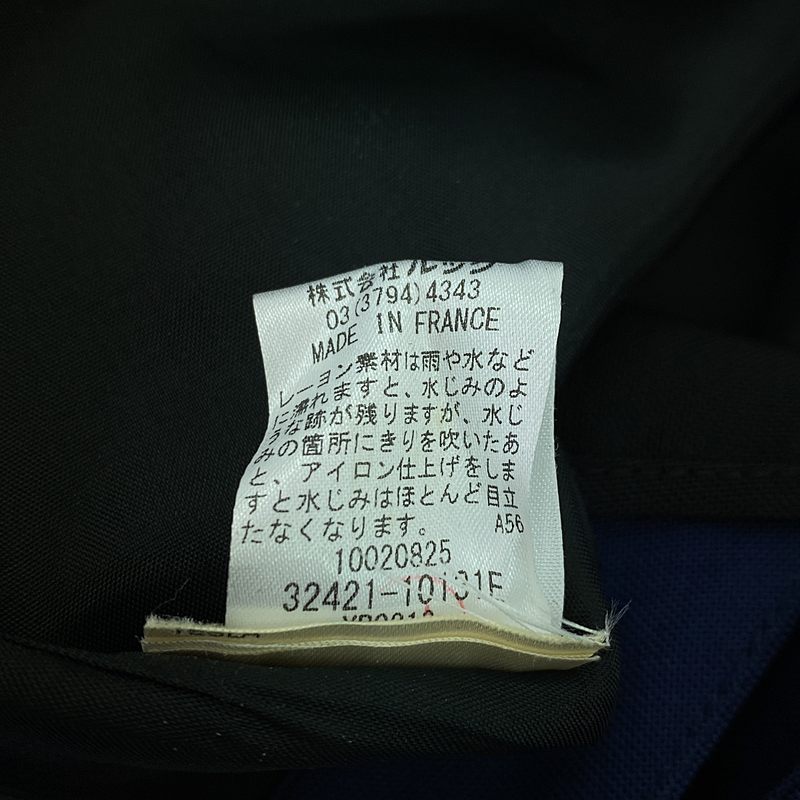 株式会社ルック
03(3794)4343
MADE IN FRANCE
レーヨン素材は雨や水など
に濡れますと、水じみのよ
うな跡が残りますが、水じ
みの箇所にきりを吹いたあ
と、アイロン仕上げをしま
すと水じみはほとんど目立
たなくなります。 A56
10020825